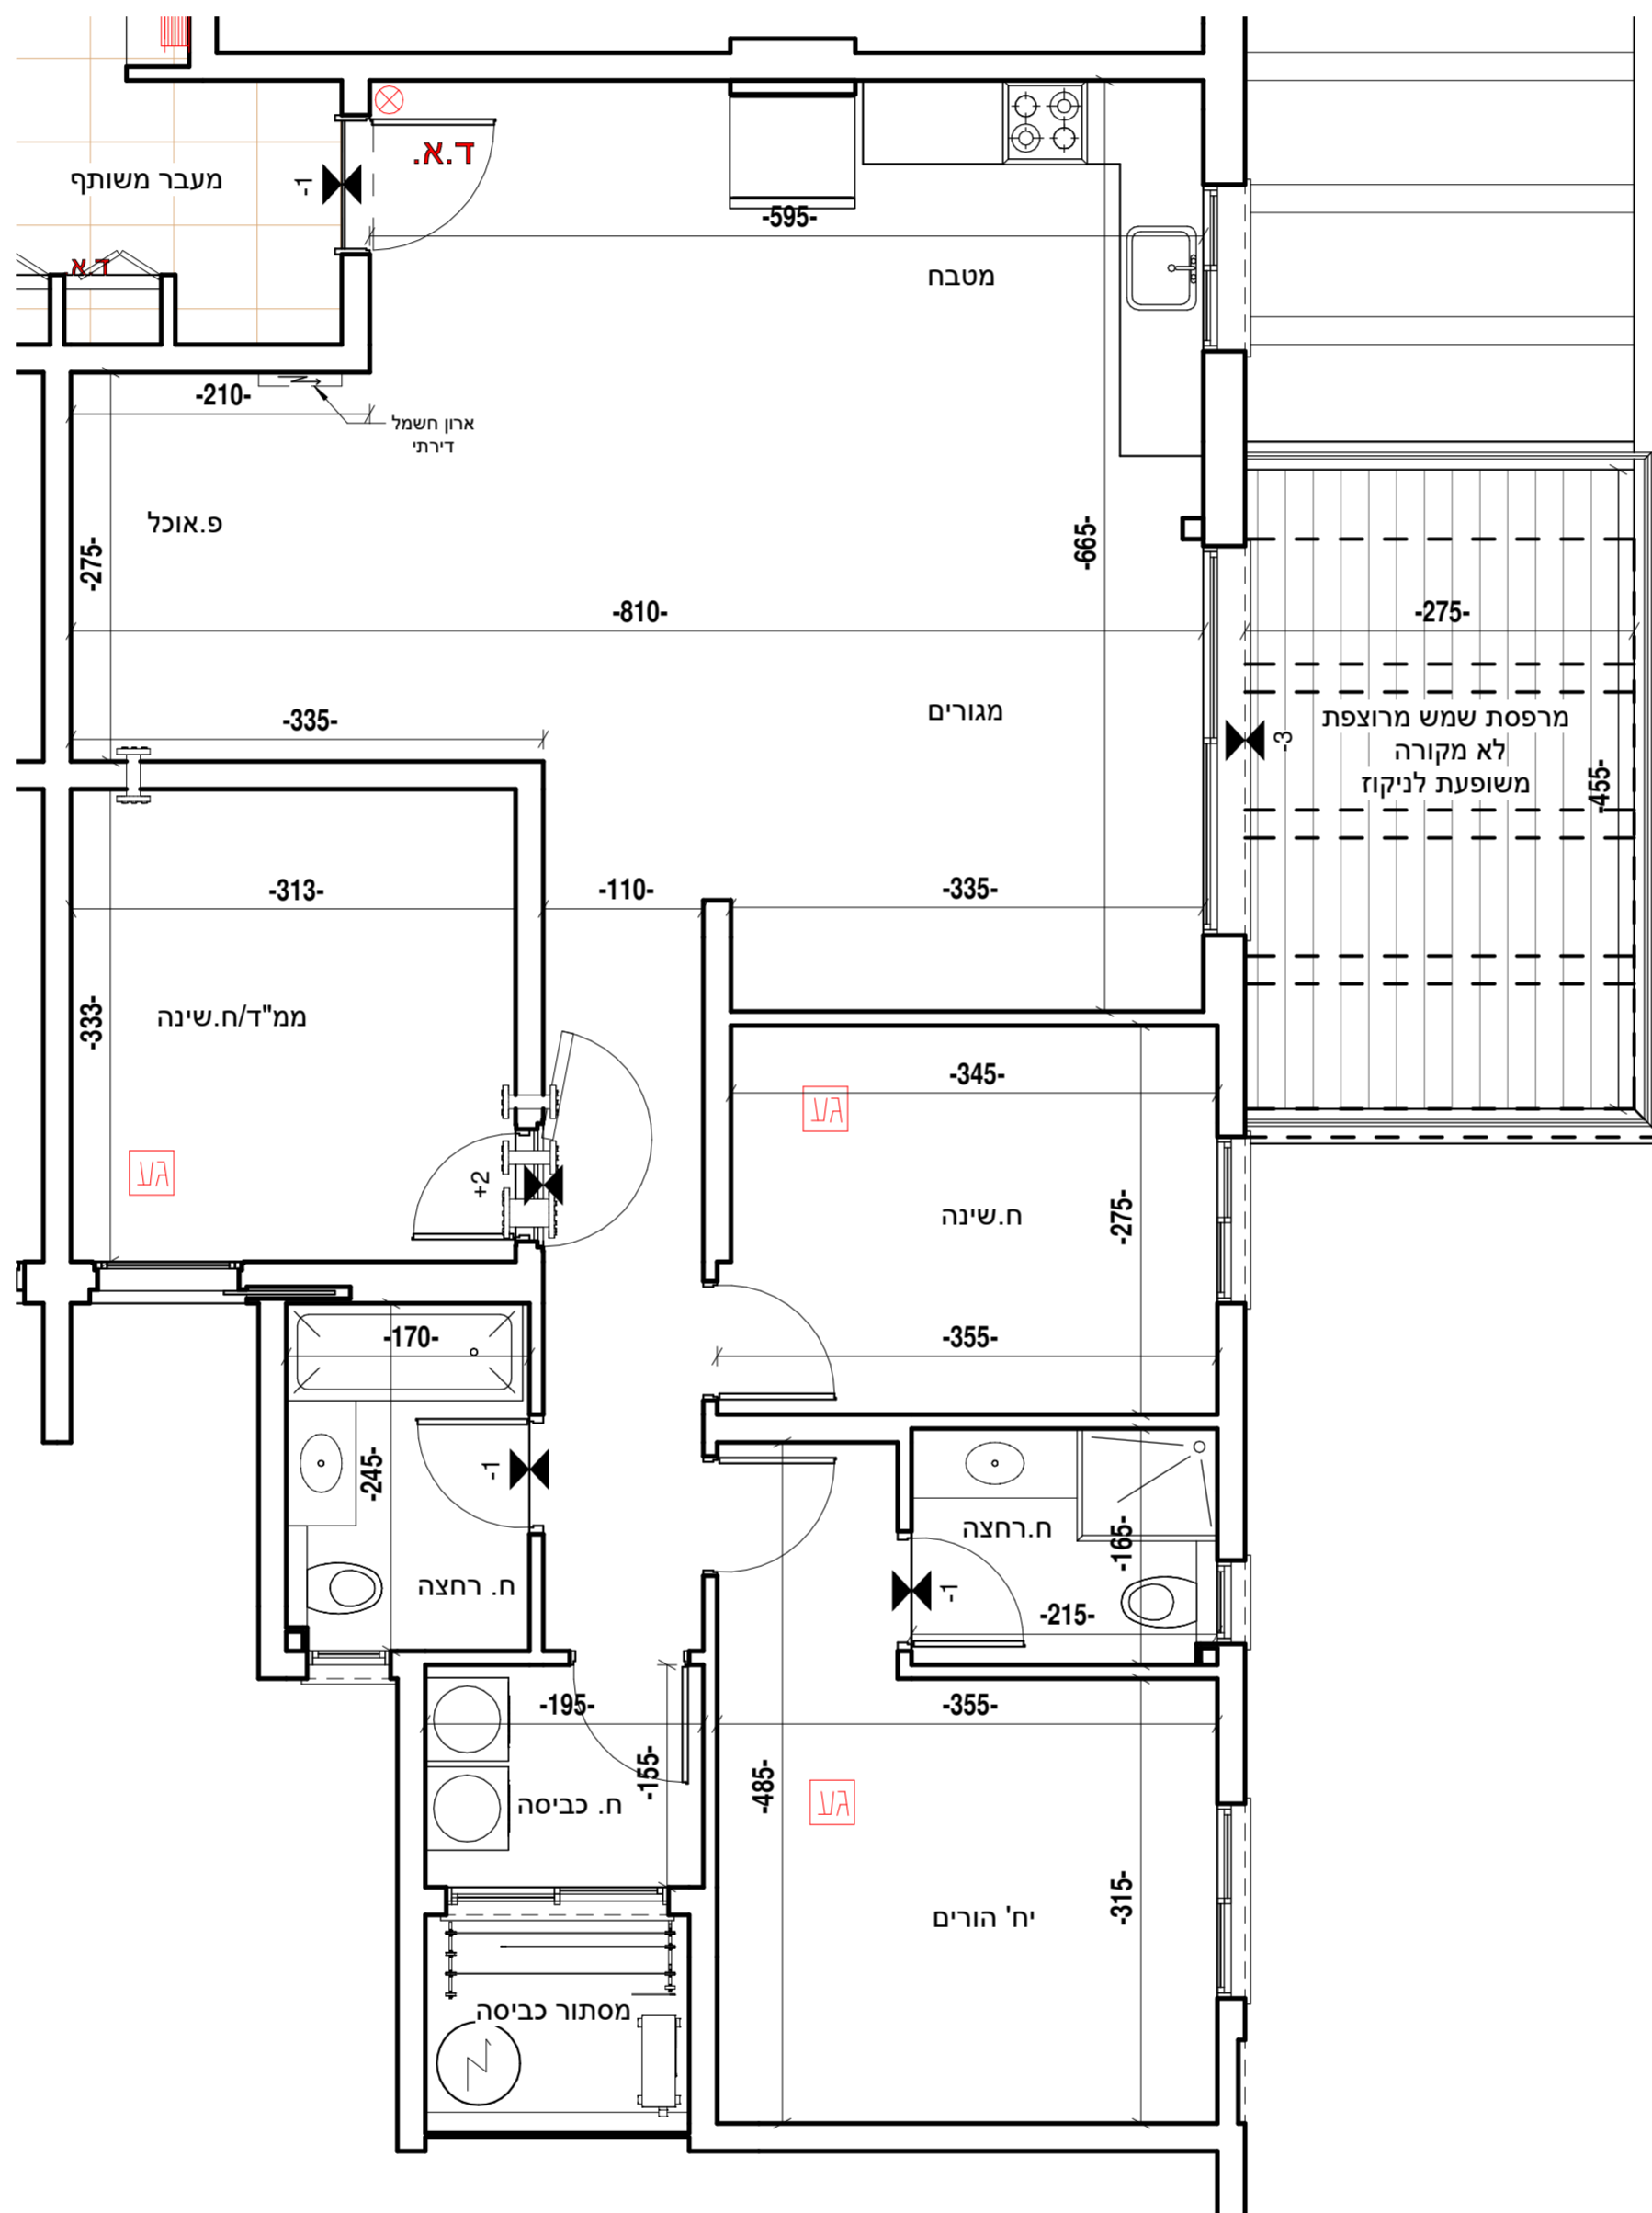 ד.א.
מעבר משותף
-1
-595-
ד.א
מטבח
-210-
ארון חשמל
דירתי
פ.אוכל
-275-
-665-
-810-
-275-
מגורים
-335-
מרפסת שמש מרוצפת
לא מקורה
משופעת לניקוז
-3
-455-
-313-
-110-
-335-
-333-
ממ"ד/ח.שינה
-345-
גע
גע
+2
ח.שינה
-275-
-170-
-355-
-245-
-1
ח.רחצה
-165-
ח. רחצה
-1
-215-
-195-
-355-
-155-
-485-
ח. כביסה
גע
-315-
יח' הורים
מסתור כביסה